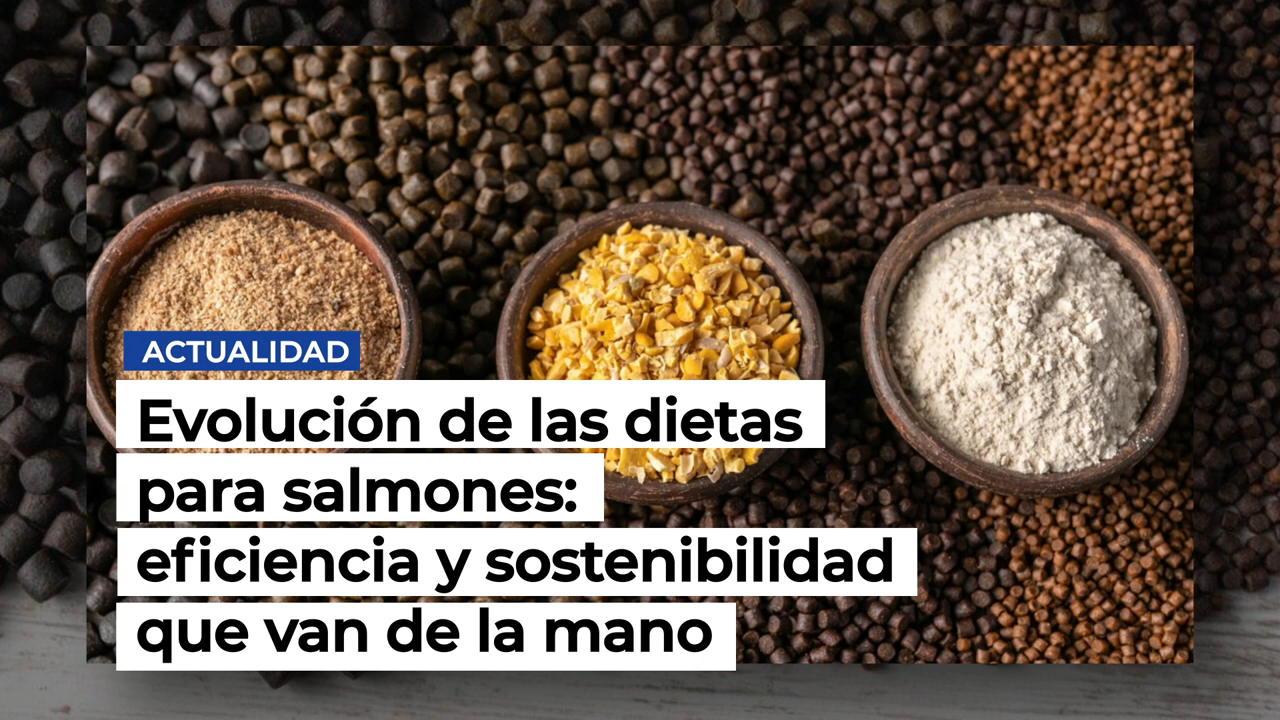 ACTUALIDAD
Evolución de las dietas
para salmones:
eficiencia y sostenibilidad
que van de la mano